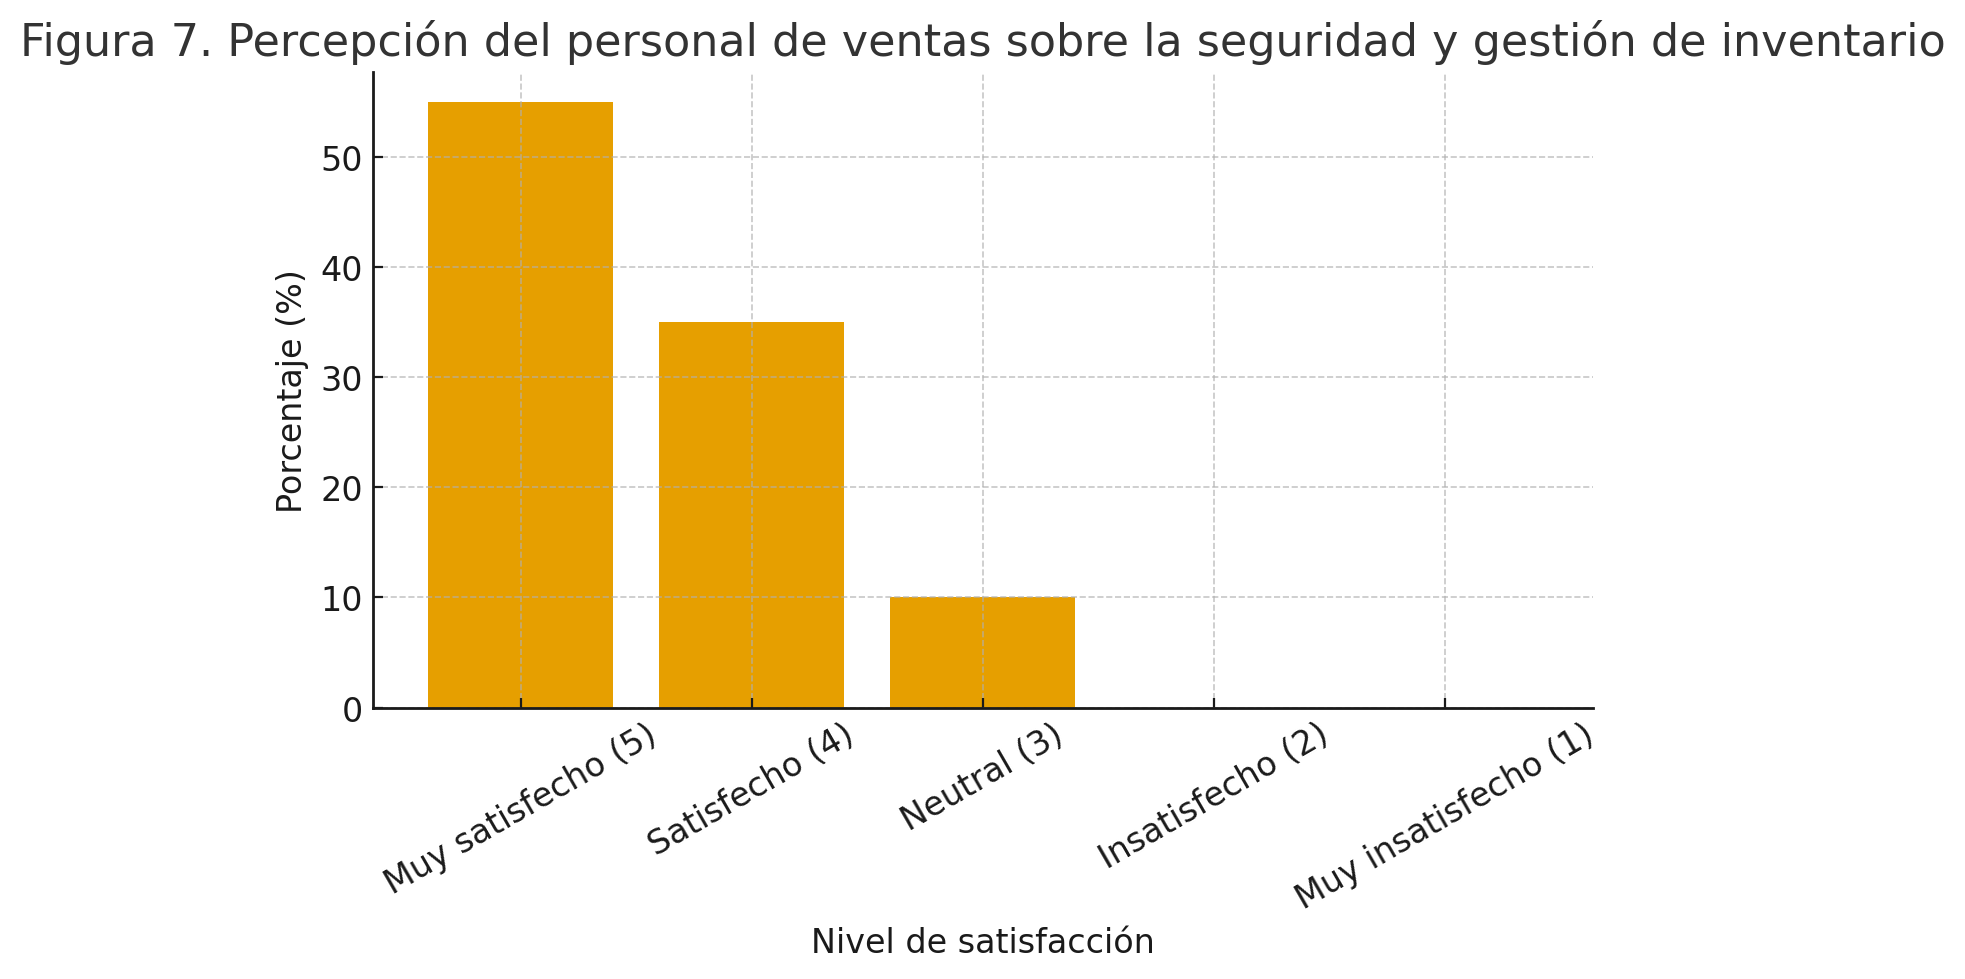 Figura 7. Percepción del personal de ventas sobre la seguridad y gestión de inventario
Porcentaje (%)
50
40
30
20
10
0
Muy satisfecho (5)
Satisfecho (4)
Neutral (3)
Insatisfecho (2)
Muy insatisfecho (1)
Nivel de satisfacción